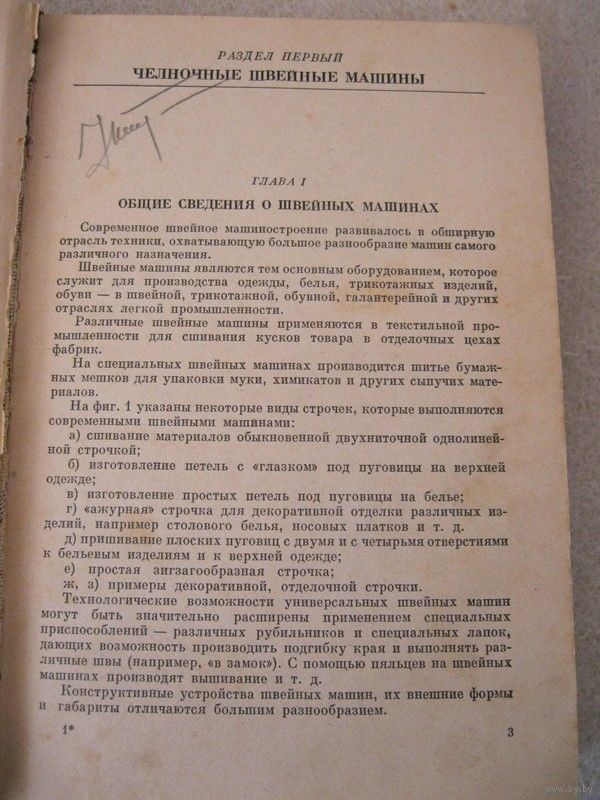 РАЗДЕЛ ПЕРВЫЙ
ЧЕЛНОЧНЫЕ ШВЕЙНЫЕ МАШИНЫ
ГЛАВА I
ОБЩИЕ СВЕДЕНИЯ О ШВЕЙНЫХ МАШИНАХ
Современное швейное машиностроение развивалось в обширную
отрасль техники, охватывающую большое разнообразие машин самого
различного назначения.
Швейные машины являются тем основным оборудованием, которое
служит для производства одежды, белья, трикотажных изделий,
обуви — в швейной, трикотажной, обувной, галантерейной и других
отраслях легкой промышленности.
Различные швейные машины применяются в текстильной про-
мышленности для сшивания кусков товара в отделочных цехах
фабрик.
На специальных швейных машинах производится шитье бумаж-
ных мешков для упаковки муки, химикатов и других сыпучих мате-
риалов.
На фиг. 1 указаны некоторые виды строчек, которые выполняются
современными швейными машинами:
а) сшивание материалов обыкновенной двухниточной однолиней-
ной строчкой;
б) изготовление петель с «глазком» под пуговицы на верхней
одежде;
в) изготовление простых петель под пуговицы на белье;
г) «ажурная» строчка для декоративной отделки различных из-
делий, например столового белья, носовых платков и т. д.
д) пришивание плоских пуговиц с двумя и с четырьмя отверстиями
к бельевым изделиям и к верхней одежде;
е) простая зигзагообразная строчка;
ж, з) примеры декоративной, отделочной строчки.
Технологические возможности универсальных швейных машин
могут быть значительно расширены применением специальных
приспособлений — различных рубильников и специальных лапок,
дающих возможность производить подгибку края и выполнять раз-
личные швы (например, «в замок»). С помощью пяльцев на швейных
машинах производят вышивание и т. д.
Конструктивные устройства швейных машин, их внешние формы
и габариты отличаются большим разнообразием.
1*
3
www.ay.by